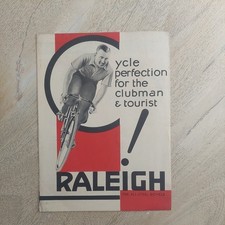 Cycle
perfection
for the
clubman
& tourist
!
RALEIGH